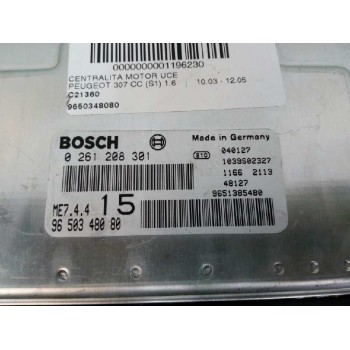 0000000001196230
CENTRALITA MOTOR UCE
PEUGEOT 307 CC (S1) 1.6 10.03 - 12.05
C21360
9650348080
BOSCH
Made in Germany
0 261 208 301
810 040127
1039S02327
1166 2113
48127
9651385480
ME7.4.4 15
96 503 480 80